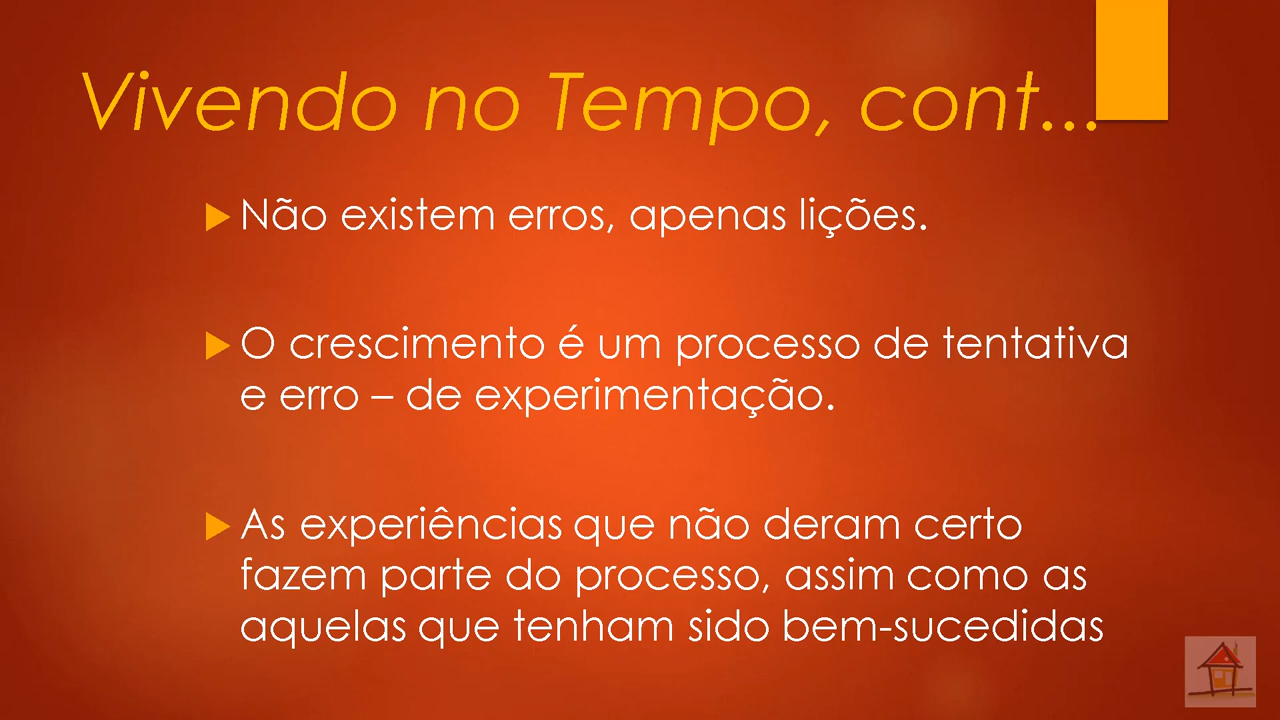 Vivendo no Tempo, cont...
Não existem erros, apenas lições.
O crescimento é um processo de tentativa
e erro – de experimentação.
As experiências que não deram certo
fazem parte do processo, assim como as
aquelas que tenham sido bem-sucedidas